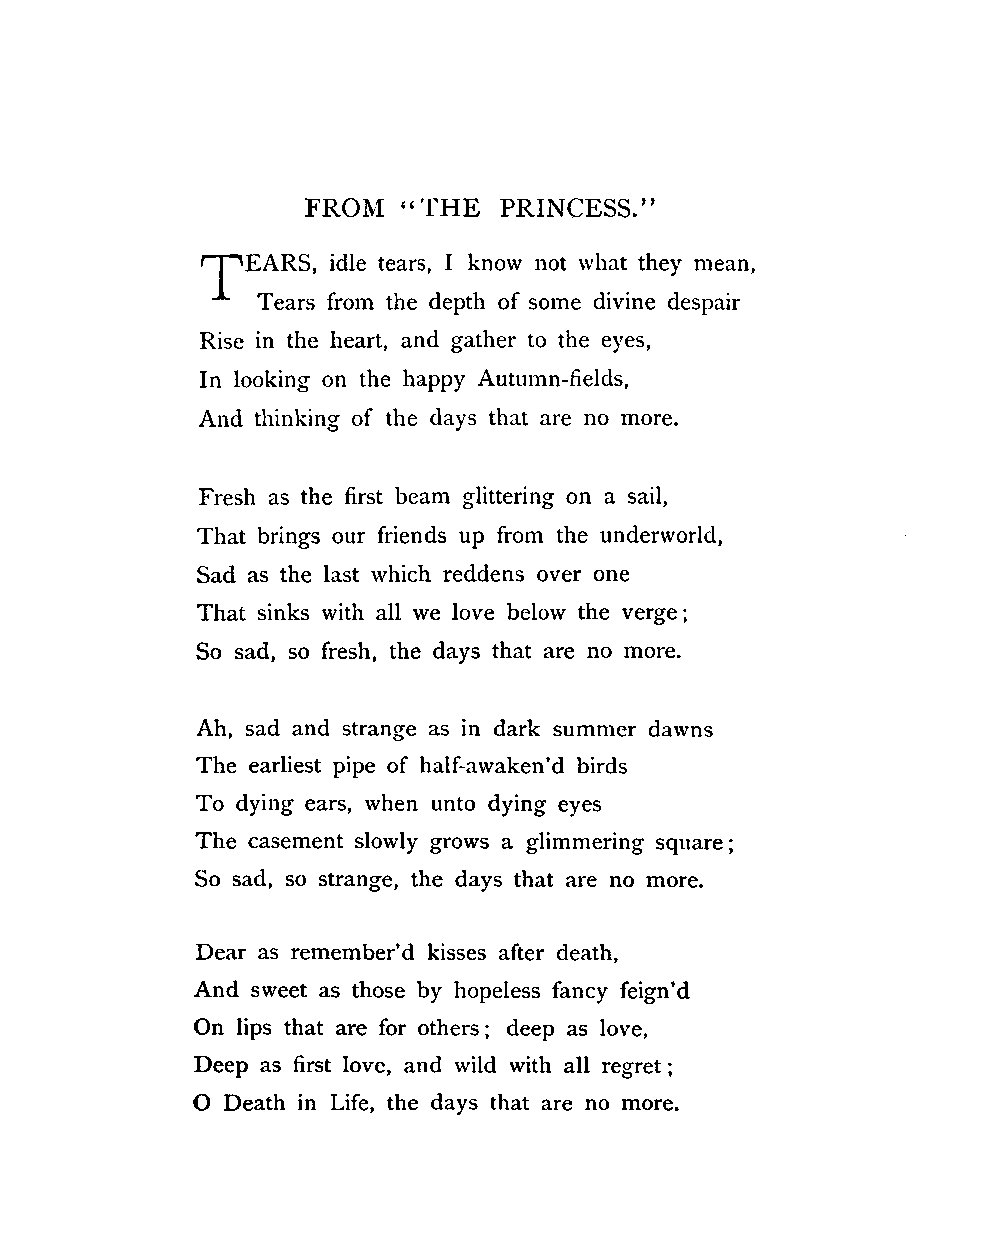 FROM "THE PRINCESS."
TEARS, idle tears, I know not what they mean,
Tears from the depth of some divine despair
Rise in the heart, and gather to the eyes,
In looking on the happy Autumn-fields,
And thinking of the days that are no more.
Fresh as the first beam glittering on a sail,
That brings our friends up from the underworld,
Sad as the last which reddens over one
That sinks with all we love below the verge;
So sad, so fresh, the days that are no more.
Ah, sad and strange as in dark summer dawns
The earliest pipe of half-awaken'd birds
To dying ears, when unto dying eyes
The casement slowly grows a glimmering square;
So sad, so strange, the days that are no more.
Dear as remember'd kisses after death,
And sweet as those by hopeless fancy feign'd
On lips that are for others; deep as love,
Deep as first love, and wild with all regret;
O Death in Life, the days that are no more.